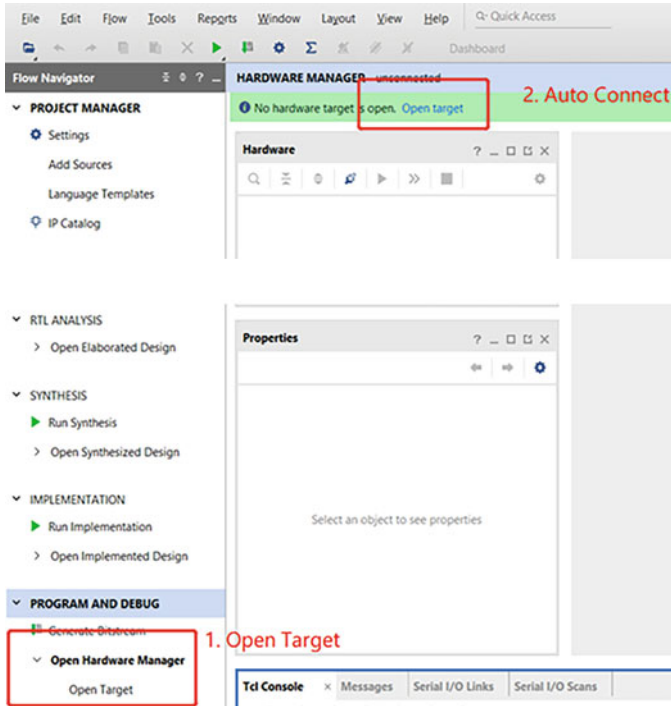 File Edit Flow Tools Reports Window Layout View Help Q- Quick Access
Dashboard
Flow Navigator ? _
HARDWARE MANAGER - unconnected
No hardware target is open. Open target
2. Auto Connect
PROJECT MANAGER
Settings
Add Sources
Language Templates
IP Catalog
Hardware ? _ X
RTL ANALYSIS
Open Elaborated Design
SYNTHESIS
Run Synthesis
Open Synthesized Design
IMPLEMENTATION
Run Implementation
Open Implemented Design
PROGRAM AND DEBUG
Generate Bitstream
Open Hardware Manager
Open Target
1. Open Target
Properties ? _ X
Select an object to see properties
Tcl Console × Messages Serial I/O Links Serial I/O Scans